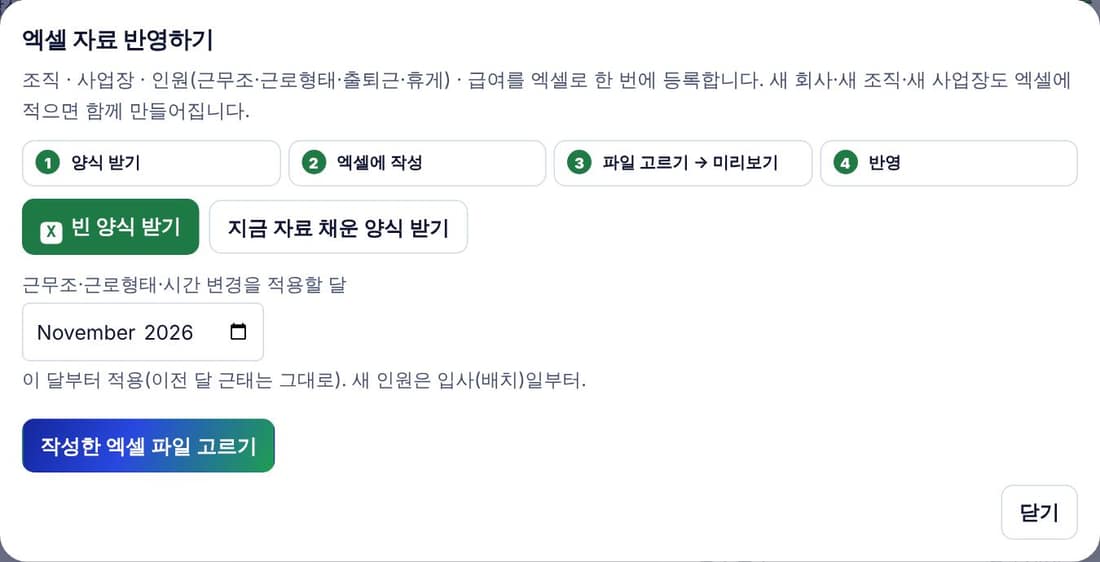 엑셀 자료 반영하기
조직 · 사업장 · 인원(근무조·근로형태·출퇴근·휴게) · 급여를 엑셀로 한 번에 등록합니다. 새 회사·새 조직·새 사업장도 엑셀에
적으면 함께 만들어집니다.
1 양식 받기
2 엑셀에 작성
3 파일 고르기 → 미리보기
4 반영
X 빈 양식 받기
지금 자료 채운 양식 받기
근무조·근로형태·시간 변경을 적용할 달
November 2026
이 달부터 적용(이전 달 근태는 그대로). 새 인원은 입사(배치)일부터.
작성한 엑셀 파일 고르기
닫기